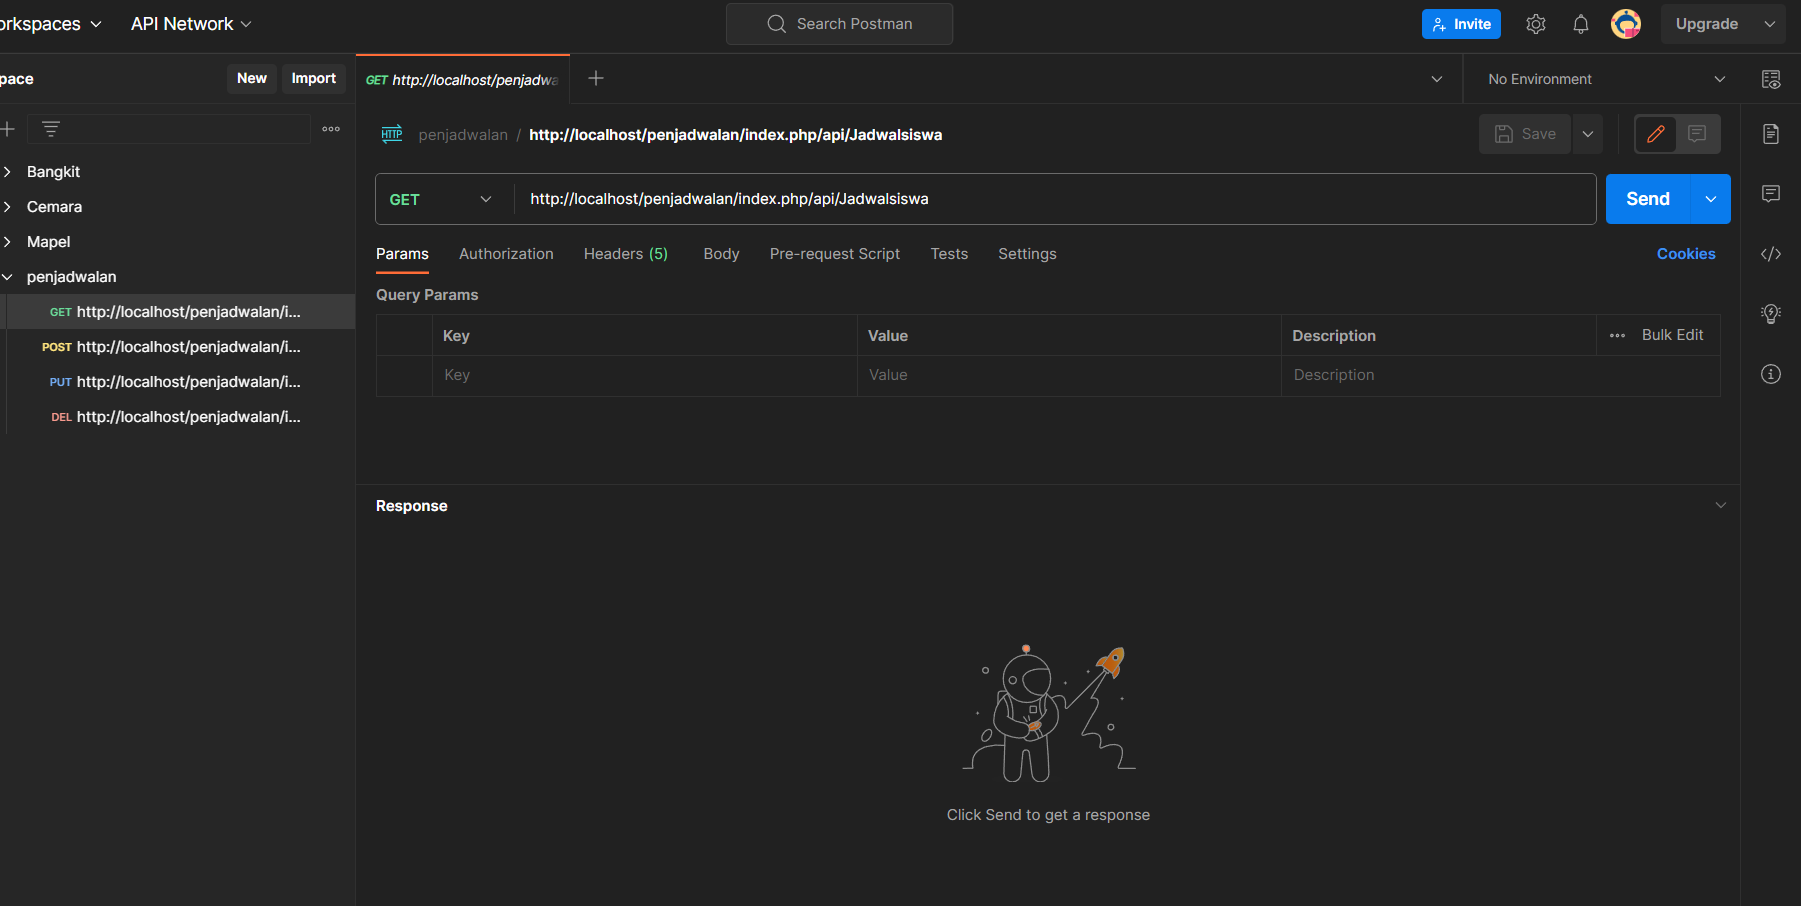 orkspaces
API Network
Search Postman
Invite
Upgrade
pace
New
Import
GET http://localhost/penjadwa
No Environment
HTTP
penjadwalan / http://localhost/penjadwalan/index.php/api/Jadwalsiswa
Save
GET
http://localhost/penjadwalan/index.php/api/Jadwalsiswa
Send
Bangkit
Cemara
Mapel
penjadwalan
GET http://localhost/penjadwalan/i...
POST http://localhost/penjadwalan/i...
PUT http://localhost/penjadwalan/i...
DEL http://localhost/penjadwalan/i...
Params
Authorization
Headers (5)
Body
Pre-request Script
Tests
Settings
Cookies
Query Params
Key
Value
Description
Bulk Edit
Key
Value
Description
Response
Click Send to get a response